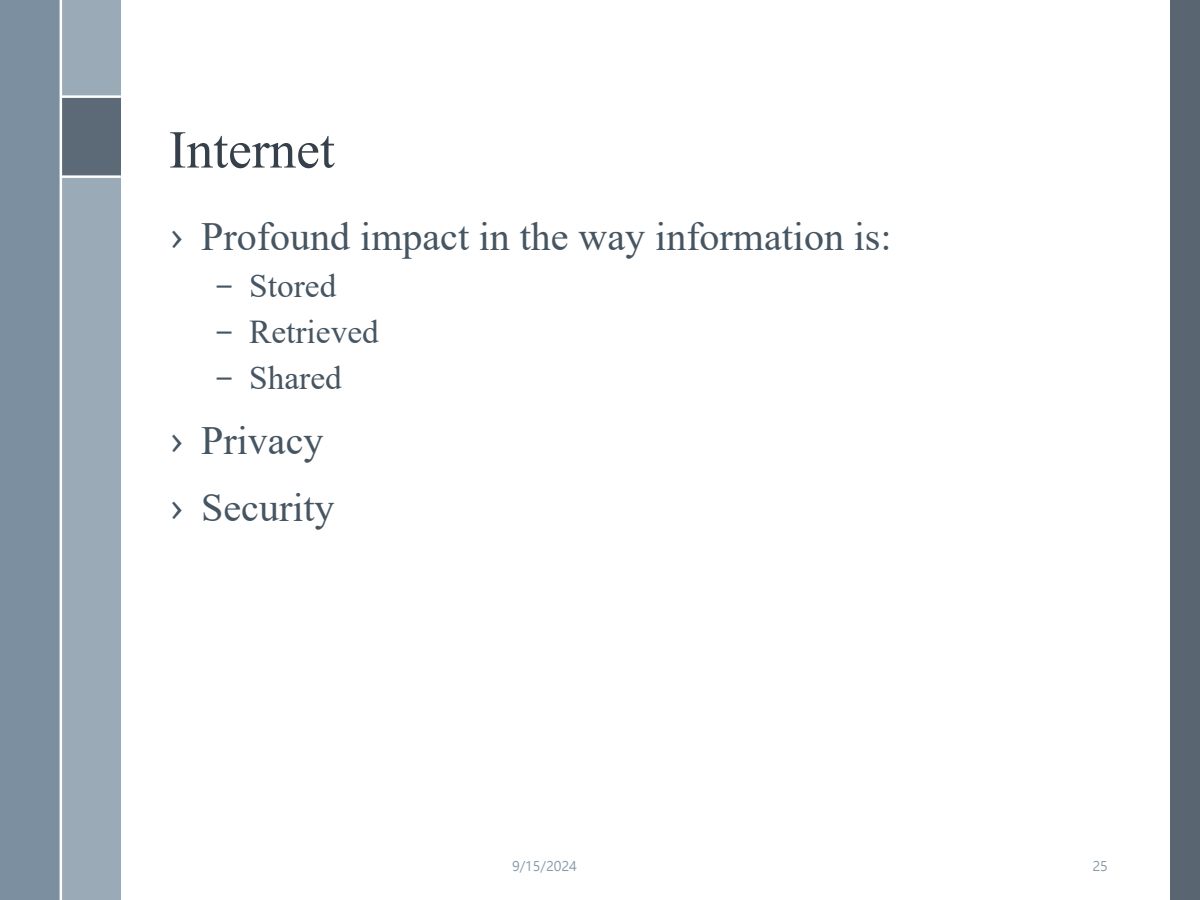 Internet
› Profound impact in the way information is:
– Stored
– Retrieved
– Shared
› Privacy
› Security
9/15/2024
25